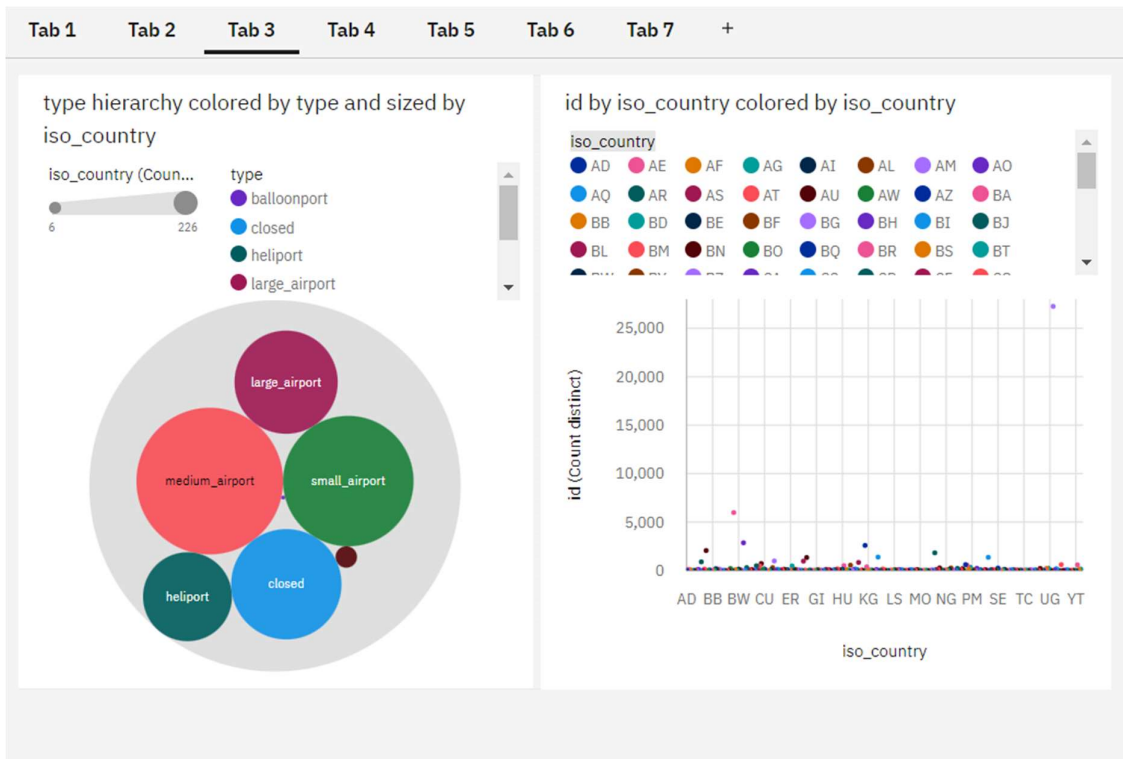 Tab 1 Tab 2 Tab 3 Tab 4 Tab 5 Tab 6 Tab 7 +
type hierarchy colored by type and sized by
iso_country
iso_country (Coun...
6 226
type
balloonport
closed
heliport
large_airport
large_airport
medium_airport
small_airport
closed
heliport
id by iso_country colored by iso_country
iso_country
AD AE AF AG AI AL AM AO
AQ AR AS AT AU AW AZ BA
BB BD BE BF BG BH BI BJ
BL BM BN BO BQ BR BS BT
id (Count distinct)
25,000
20,000
15,000
10,000
5,000
0
AD BB BW CU ER GI HU KG LS MO NG PM SE TC UG YT
iso_country